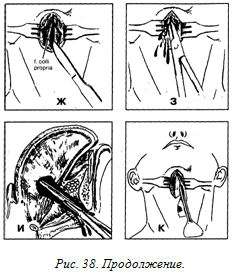 f. colli
propria
Ж
З
И
К
Рис. 38. Продолжение.